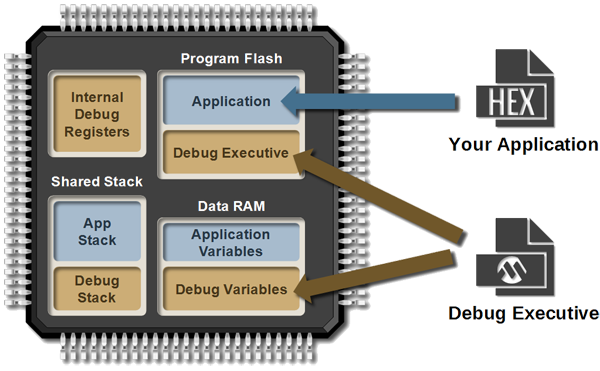 Program Flash
Internal
Debug
Registers
Application
Debug Executive
Shared Stack
App
Stack
Debug
Stack
Data RAM
Application
Variables
Debug Variables
HEX
Your Application
Debug Executive